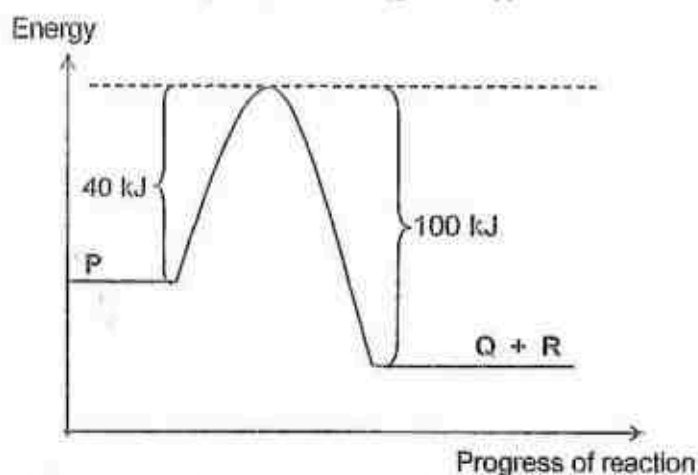 Energy
40 kJ
100 kJ
P
Q + R
Progress of reaction